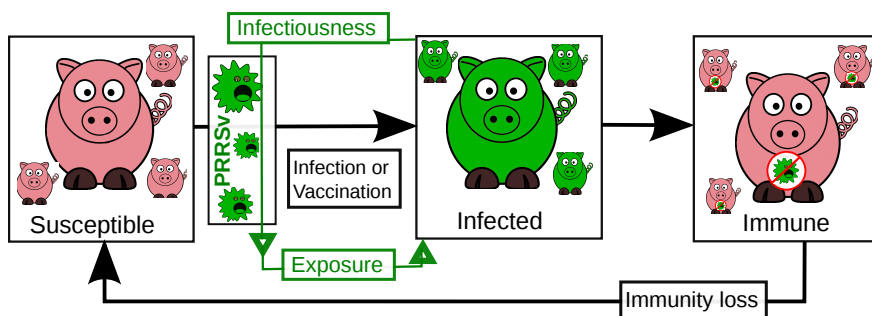 Infectiousness
PRRSv
Infection or
Vaccination
Susceptible
Infected
Immune
Exposure
Immunity loss